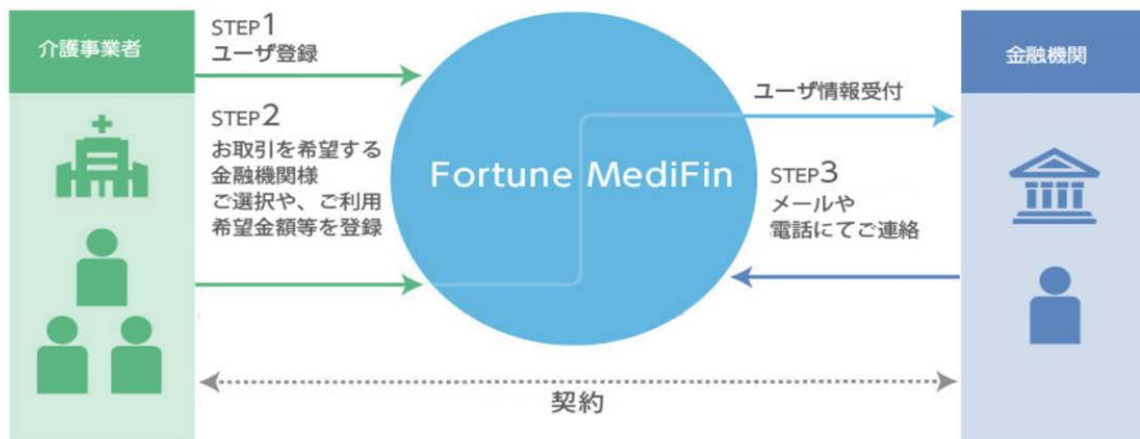 介護事業者
STEP1
ユーザ登録
STEP2
お取引を希望する
金融機関様
ご選択や、ご利用
希望金額等を登録
Fortune MediFin
ユーザ情報受付
STEP3
メールや
電話にてご連絡
金融機関
契約